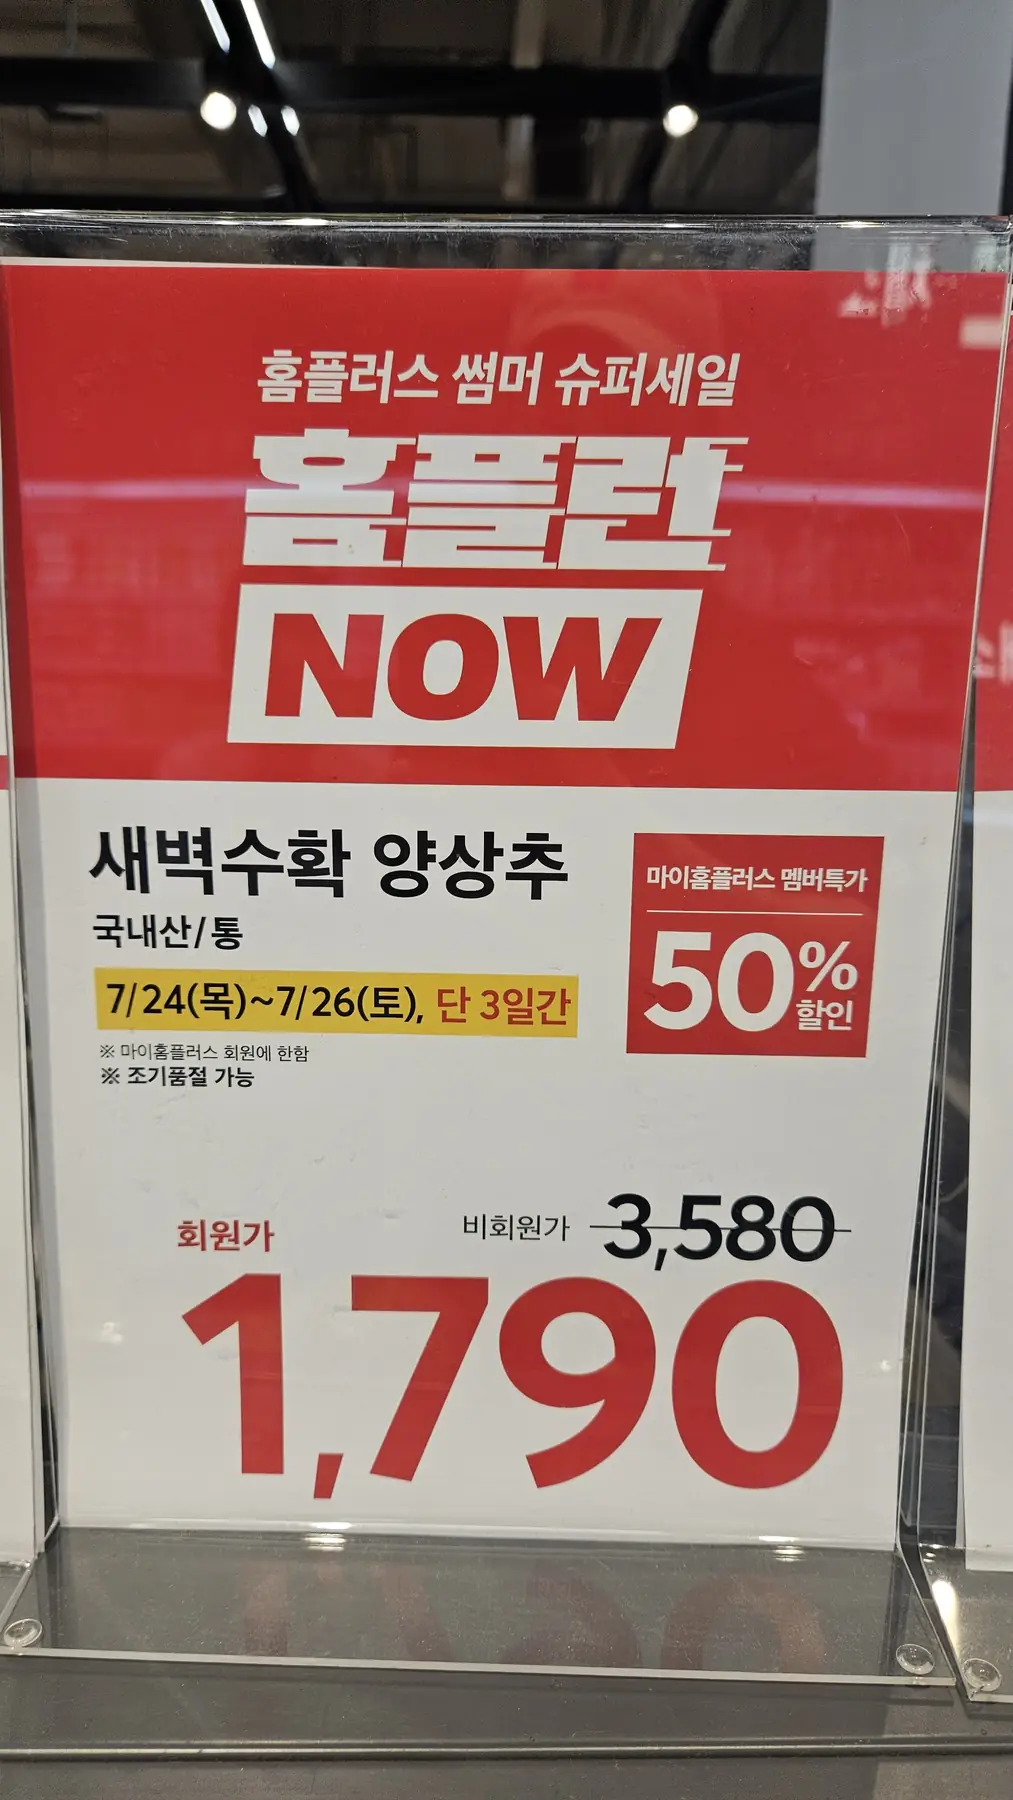 홈플러스 썸머 슈퍼세일
홈플런
NOW
새벽수확 양상추
국내산/통
7/24(목)~7/26(토), 단 3일간
※ 마이홈플러스 회원에 한함
※ 조기품절 가능
마이홈플러스 멤버특가
50%
할인
비회원가 3,580
회원가
1,790